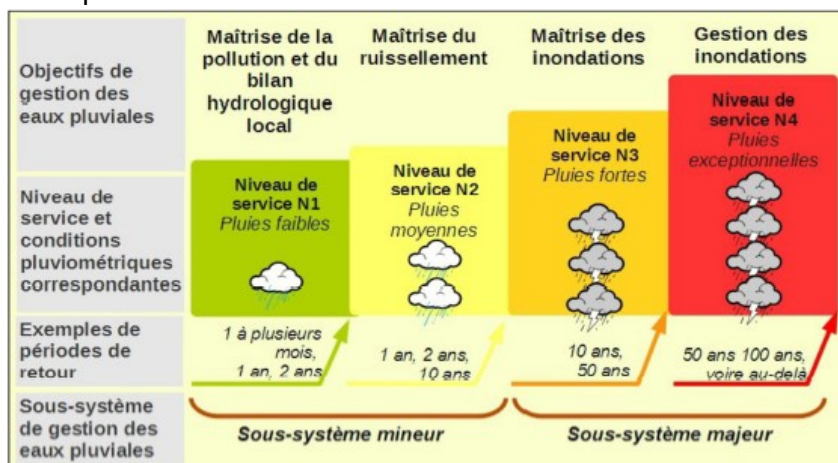 Objectifs de
gestion des
eaux pluviales
Maîtrise de la
pollution et du
bilan
hydrologique
local
Maîtrise du
ruissellement
Maîtrise des
inondations
Gestion des
inondations
Niveau de
service et
conditions
pluviométriques
correspondantes
Niveau de
service N1
Pluies faibles
Niveau de
service N2
Pluies
moyennes
Niveau de
service N3
Pluies fortes
Niveau de
service N4
Pluies
exceptionnelles
Exemples de
périodes de
retour
1 à plusieurs
mois,
1 an, 2 ans
1 an, 2 ans,
10 ans
10 ans,
50 ans
50 ans 100 ans,
voire au-delà
Sous-système
de gestion des
eaux pluviales
Sous-système mineur
Sous-système majeur